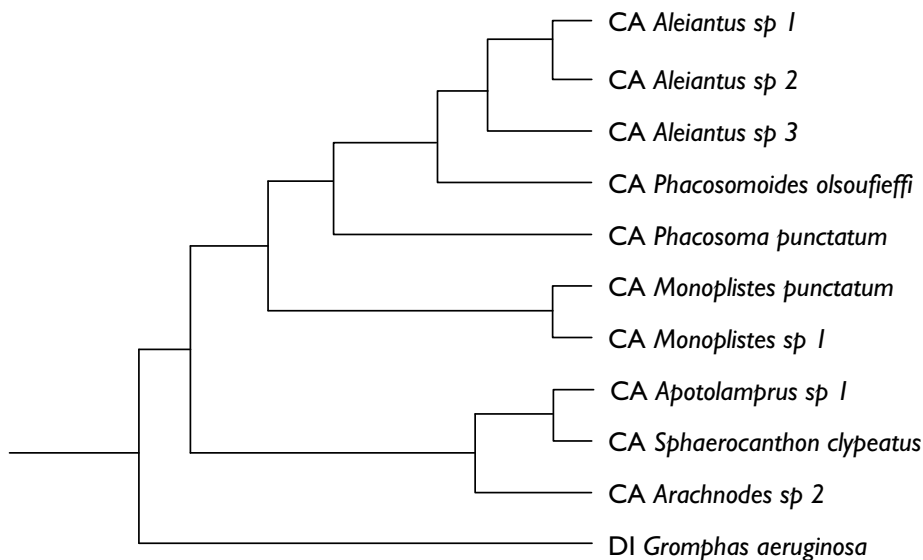 CA Aleiantus sp 1
CA Aleiantus sp 2
CA Aleiantus sp 3
CA Phacosomoides olsoufieffi
CA Phacosoma punctatum
CA Monoplistes punctatum
CA Monoplistes sp 1
CA Apotolamprus sp 1
CA Sphaerocanthon clypeatus
CA Arachnodes sp 2
DI Gromphas aeruginosa